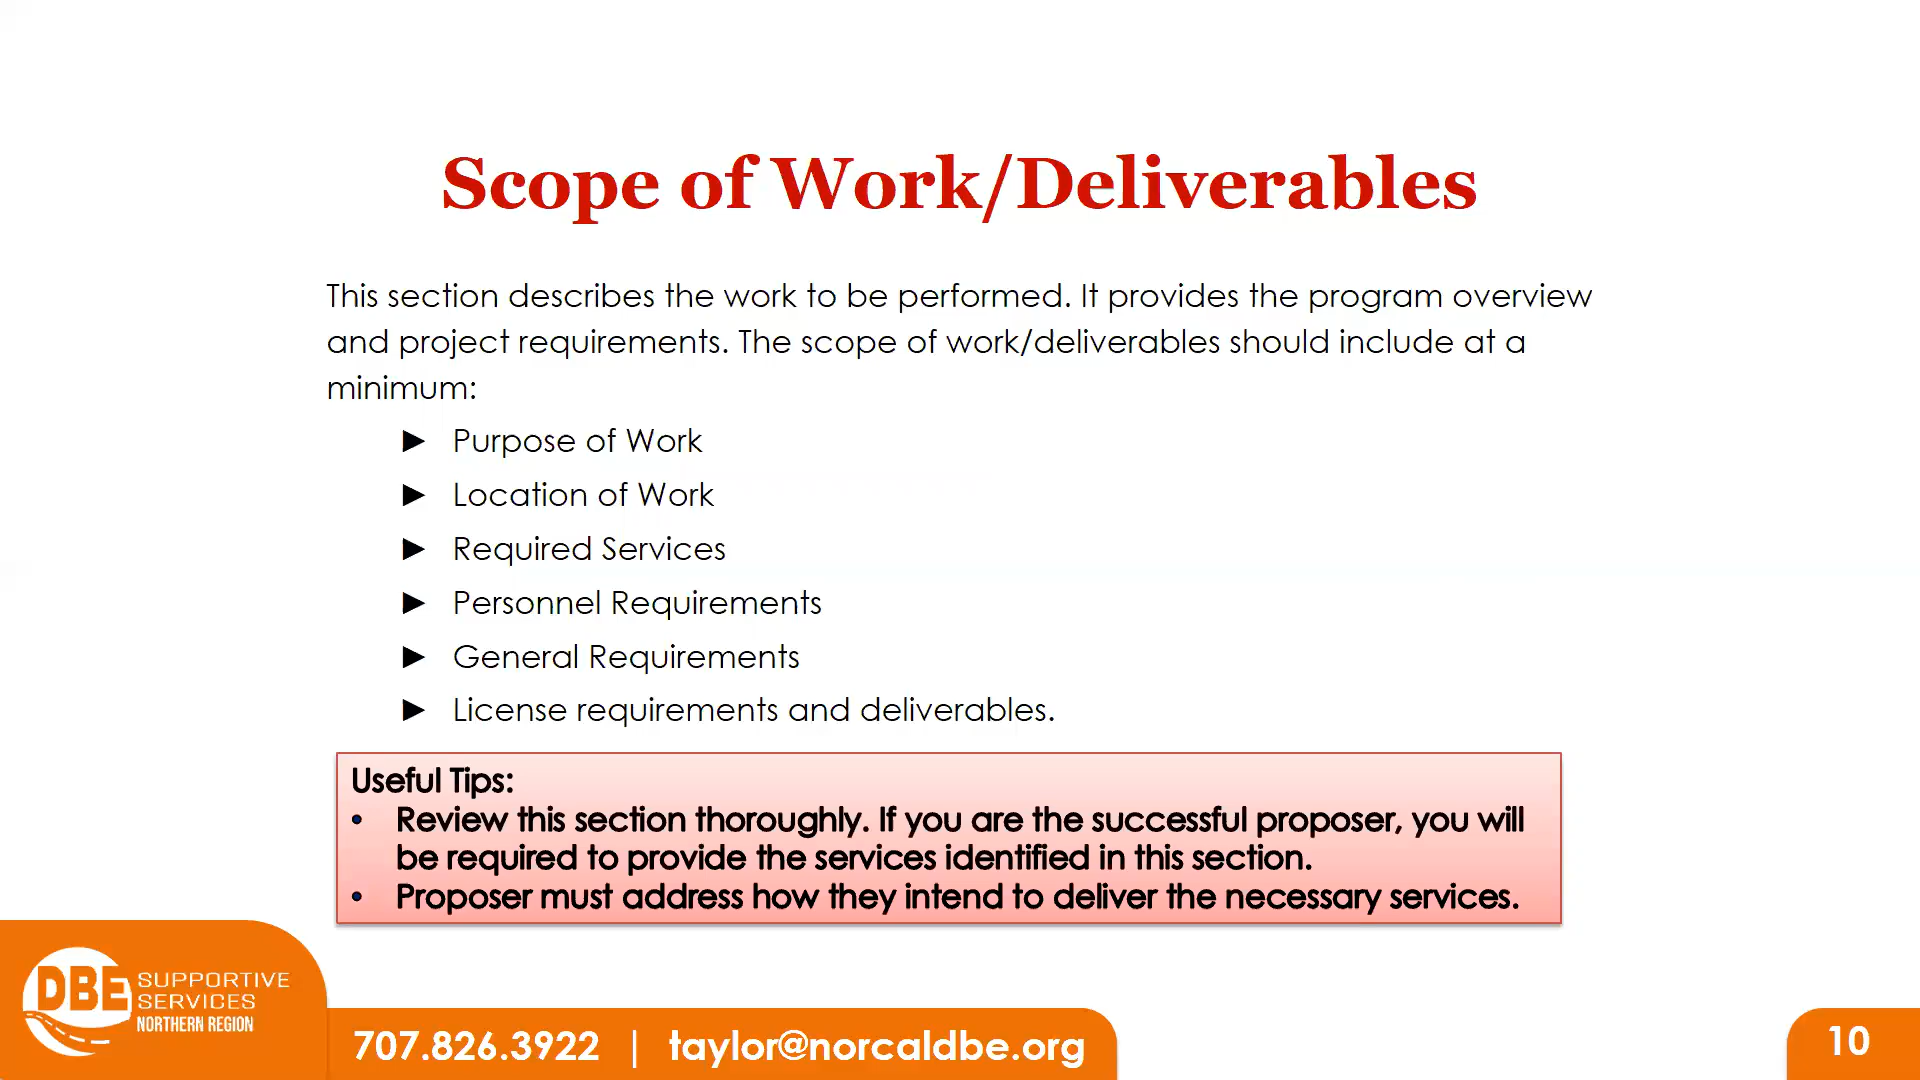 Scope of Work/Deliverables
This section describes the work to be performed. It provides the program overview
and project requirements. The scope of work/deliverables should include at a
minimum:
► Purpose of Work
► Location of Work
► Required Services
► Personnel Requirements
► General Requirements
► License requirements and deliverables.
Useful Tips:
• Review this section thoroughly. If you are the successful proposer, you will
be required to provide the services identified in this section.
• Proposer must address how they intend to deliver the necessary services.
DBE SUPPORTIVE
SERVICES
NORTHERN REGION
707.826.3922 | taylor@norcaldbe.org
10